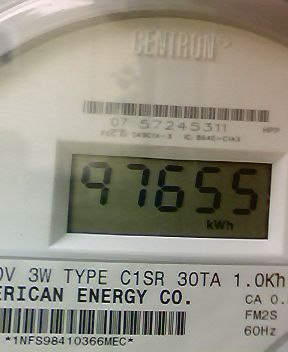 CENTRON
07 57245311 HPP
97655
kWh
0V 3W TYPE C1SR 30TA 1.0Kh
ERICAN ENERGY CO. CA 0.
FM2S
60Hz
*1NFS98410366MEC*